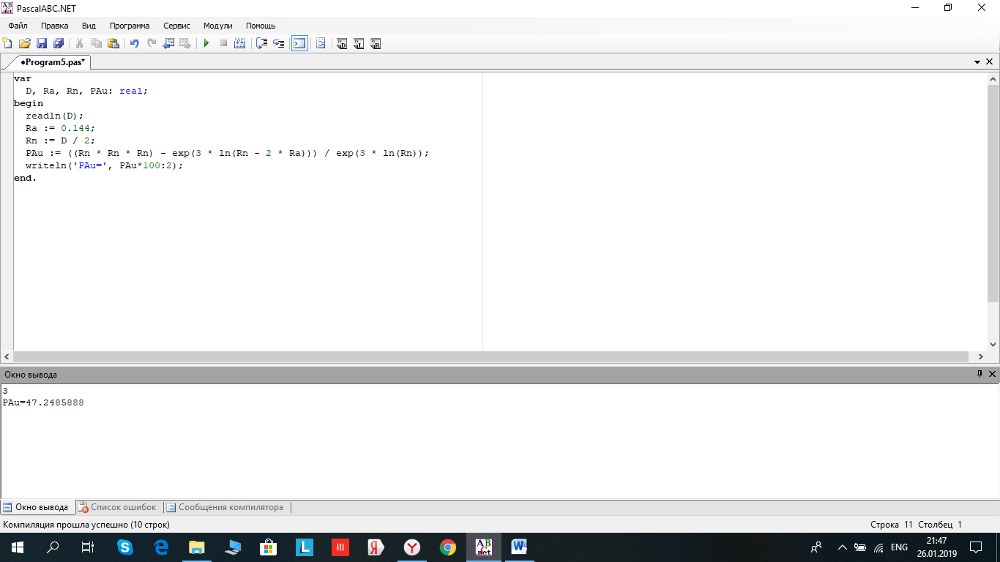 PascalABC.NET
Файл Правка Вид Программа Сервис Модули Помощь
•Program5.pas*
var
D, Ra, Rn, PAu: real;
begin
readln(D);
Ra := 0.144;
Rn := D / 2;
PAu := ((Rn * Rn * Rn) - exp(3 * ln(Rn - 2 * Ra))) / exp(3 * ln(Rn));
writeln('PAu=', PAu*100:2);
end.
Окно вывода
3
PAu=47.2485888
Окно вывода Список ошибок Сообщения компилятора
Компиляция прошла успешно (10 строк) Строка 11 Столбец 1
ENG 21:47
26.01.2019